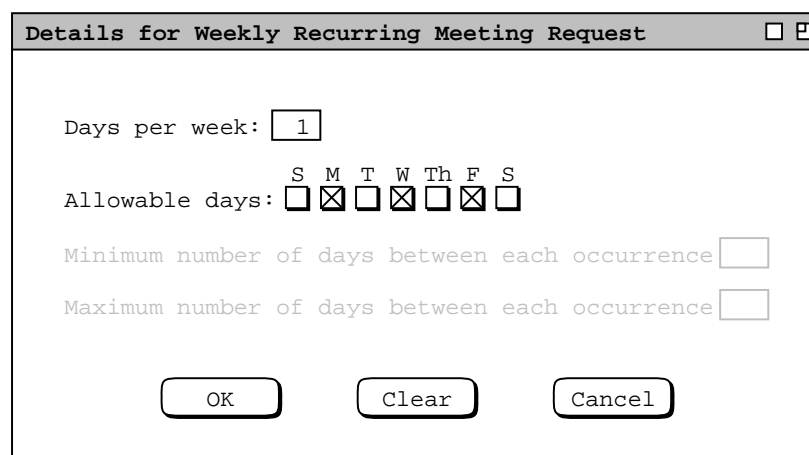 Details for Weekly Recurring Meeting Request
Days per week: 1
S M T W Th F S
Allowable days:
Minimum number of days between each occurrence
Maximum number of days between each occurrence
OK Clear Cancel